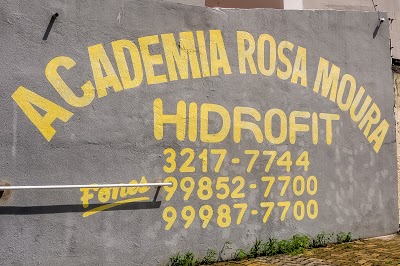 ACADEMIA ROSA MOURA
HIDROFIT
3217-7744
Fones 99852-7700
99987-7700